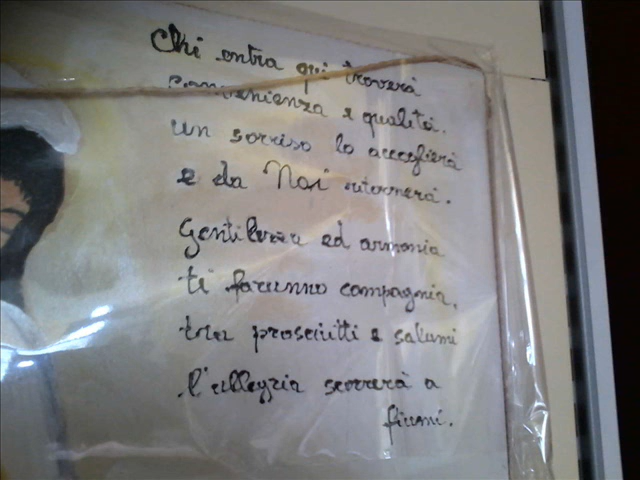 Chi entra qui troverà
convenienza e qualità.
un sorriso lo accoglierà
e da Noi ritornerà.
Gentilezza ed armonia
ti faranno compagnia,
tra prosciutti e salumi
l'allegria scorrerà a
fiumi.